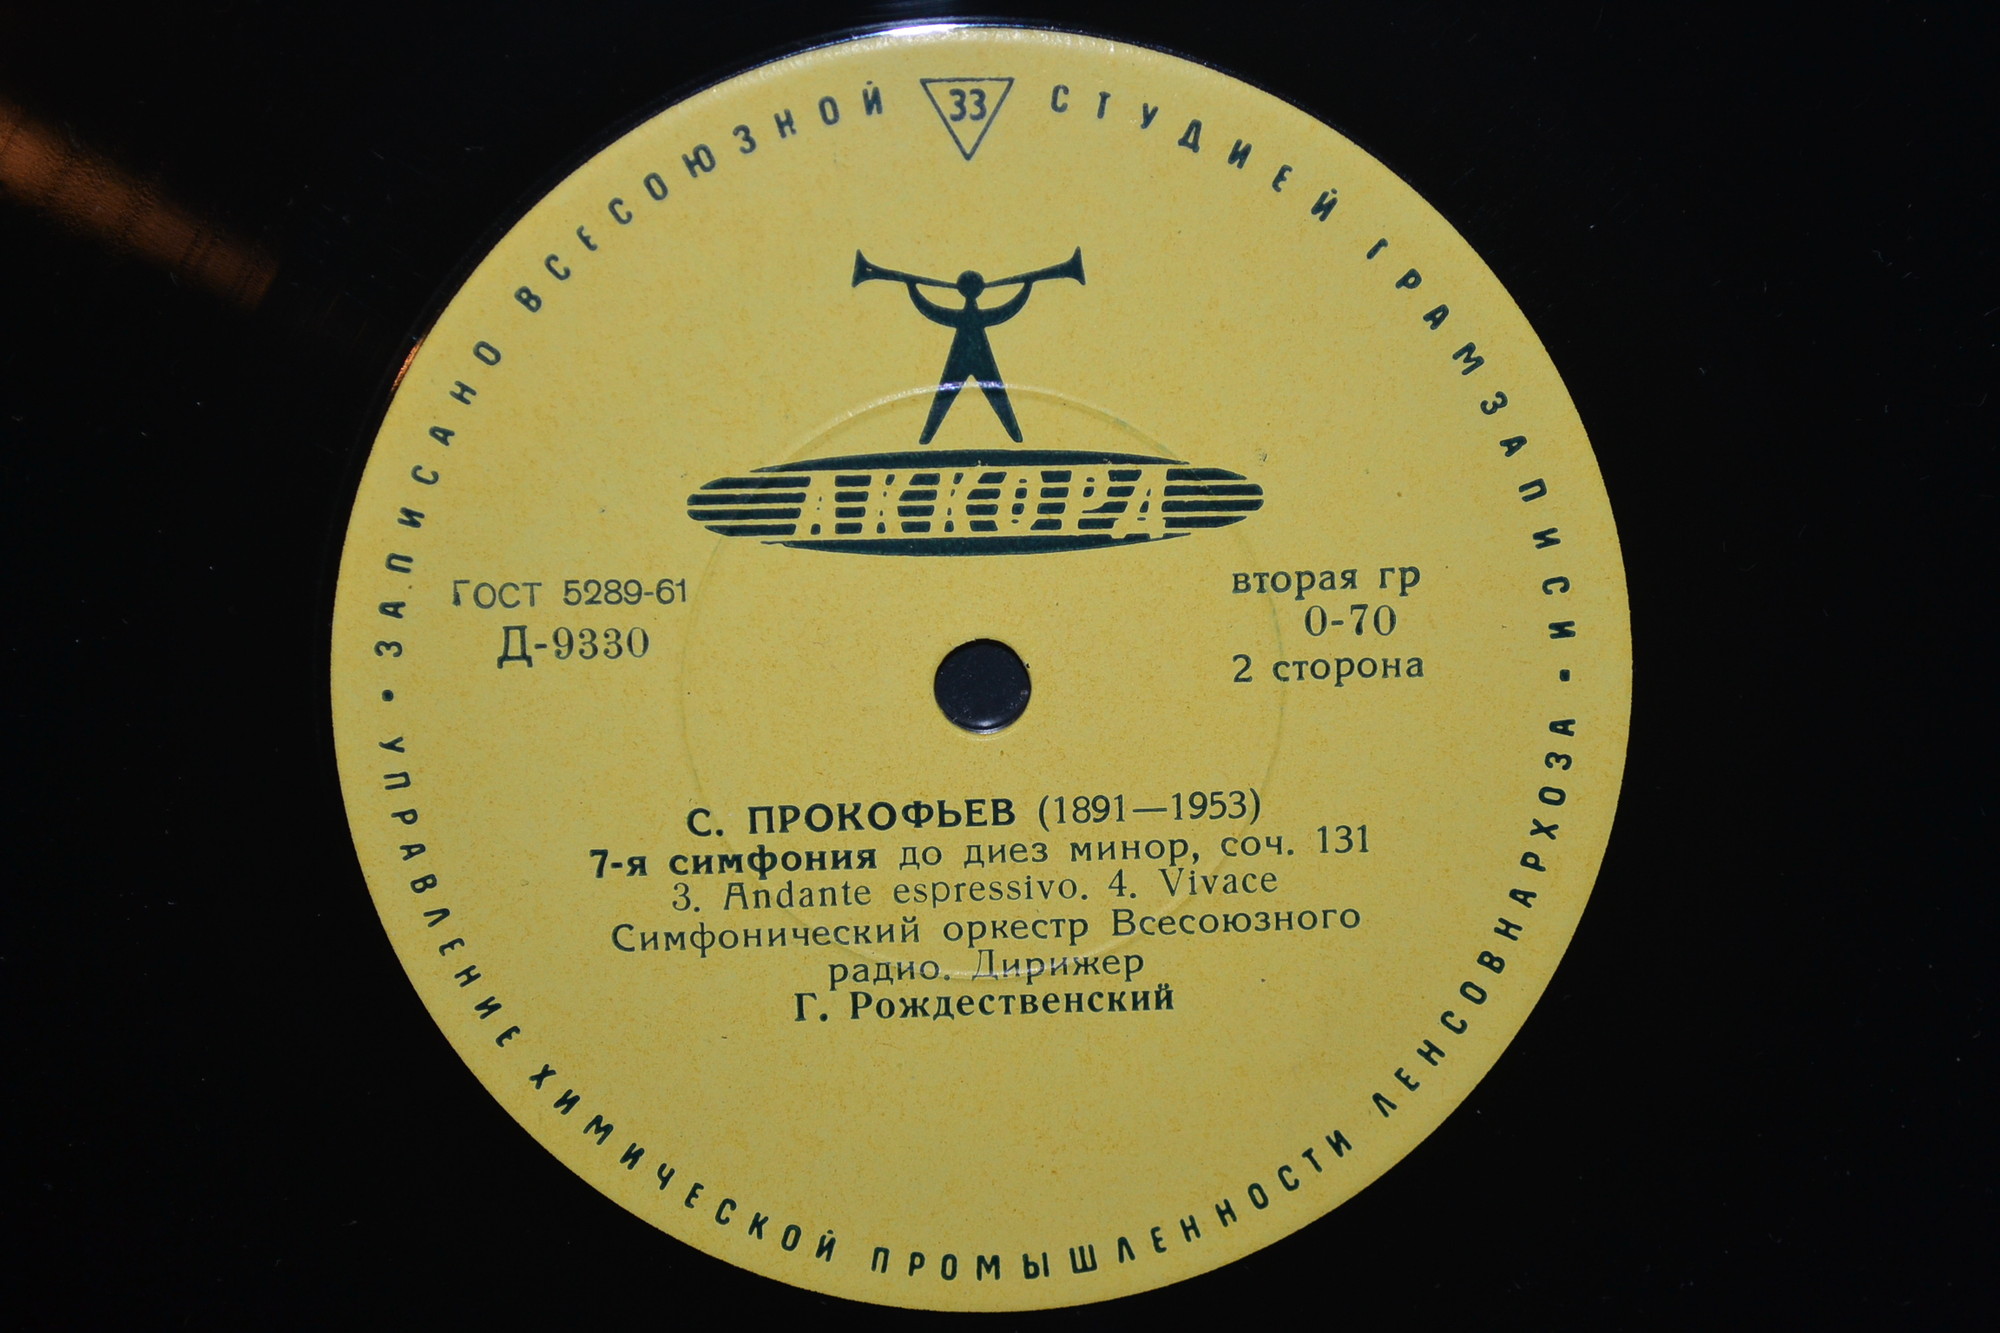 ЗАПИСАНО ВСЕСОЮЗНОЙ 33 СТУДИЕЙ ГРАМЗАПИСИ •
АККОРД
ГОСТ 5289-61
Д-9330
вторая гр
0-70
2 сторона
С. ПРОКОФЬЕВ (1891—1953)
7-я симфония до диез минор, соч. 131
3. Andante espressivo. 4. Vivace
Симфонический оркестр Всесоюзного
радио. Дирижер
Г. Рождественский
УПРАВЛЕНИЕ ХИМИЧЕСКОЙ ПРОМЫШЛЕННОСТИ ЛЕНСОВНАРХОЗА •